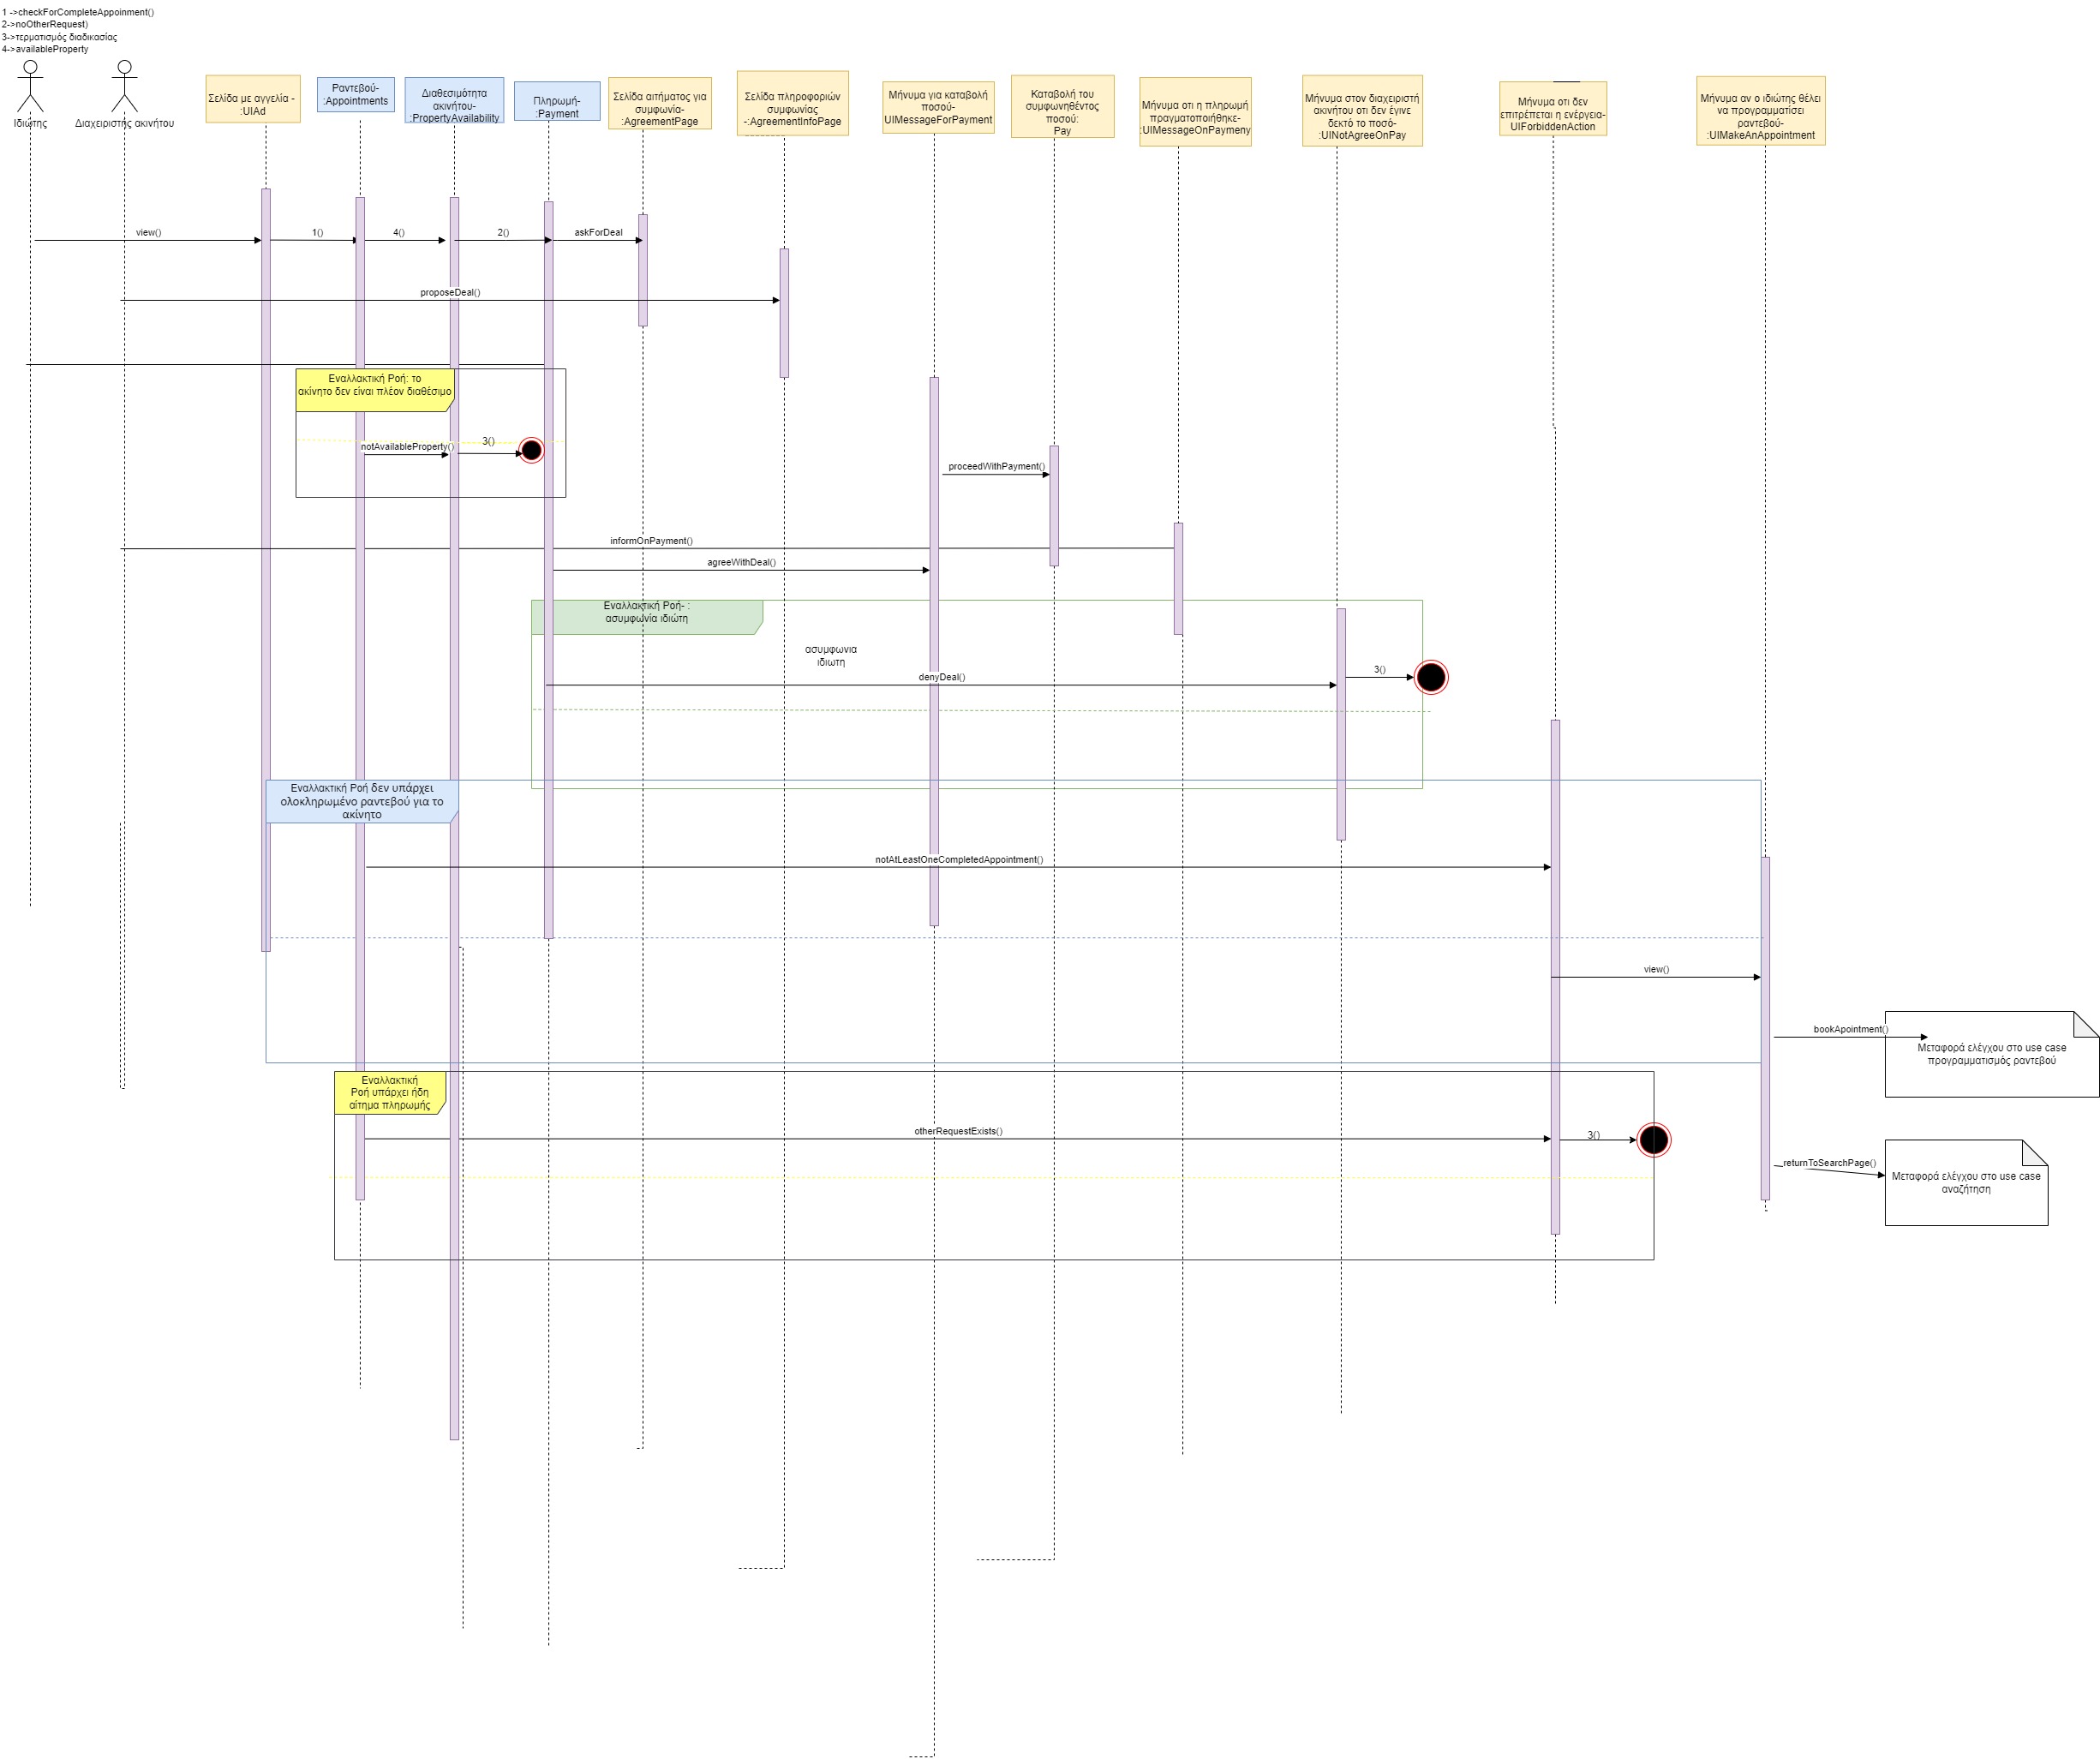 1 ->checkForCompleteAppoinment()
2->noOtherRequest)
3->τερματισμός διαδικασίας
4->availableProperty
Ιδιώτης
Διαχειριστής ακινήτου
Σελίδα με αγγελία -
:UIAd
Ραντεβού-
:Appointments
Διαθεσιμότητα
ακινήτου-
:PropertyAvailability
Πληρωμή-
:Payment
Σελίδα αιτήματος για
συμφωνία-
:AgreementPage
Σελίδα πληροφοριών
συμφωνίας
-:AgreementInfoPage
Μήνυμα για καταβολή
ποσού-
UIMessageForPayment
Καταβολή του
συμφωνηθέντος
ποσού:
Pay
Μήνυμα οτι η πληρωμή
πραγματοποιήθηκε-
:UIMessageOnPaymeny
Μήνυμα στον διαχειριστή
ακινήτου οτι δεν έγινε
δεκτό το ποσό-
:UINotAgreeOnPay
Μήνυμα οτι δεν
επιτρέπεται η ενέργεια-
UIForbiddenAction
Μήνυμα αν ο ιδιώτης θέλει
να προγραμματίσει
ραντεβού-
:UIMakeAnAppointment
view()
1()
4()
2()
askForDeal
proposeDeal()
Εναλλακτική Ροή: το
ακίνητο δεν είναι πλέον διαθέσιμο
notAvailableProperty()
3()
proceedWithPayment()
informOnPayment()
agreeWithDeal()
Εναλλακτική Ροή- :
ασυμφωνία ιδιώτη
ασυμφωνια
ιδιωτη
denyDeal()
3()
Εναλλακτική Ροή δεν υπάρχει
ολοκληρωμένο ραντεβού για το
ακίνητο
notAtLeastOneCompletedAppointment()
view()
bookApointment()
Μεταφορά ελέγχου στο use case
προγραμματισμός ραντεβού
Εναλλακτική
Ροή υπάρχει ήδη
αίτημα πληρωμής
otherRequestExists()
3()
returnToSearchPage()
Μεταφορά ελέγχου στο use case
αναζήτηση